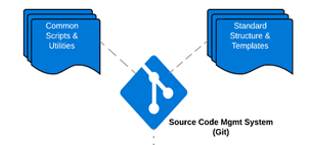 Common
Scripts &
Utilities
Standard
Structure &
Templates
Source Code Mgmt System
(Git)